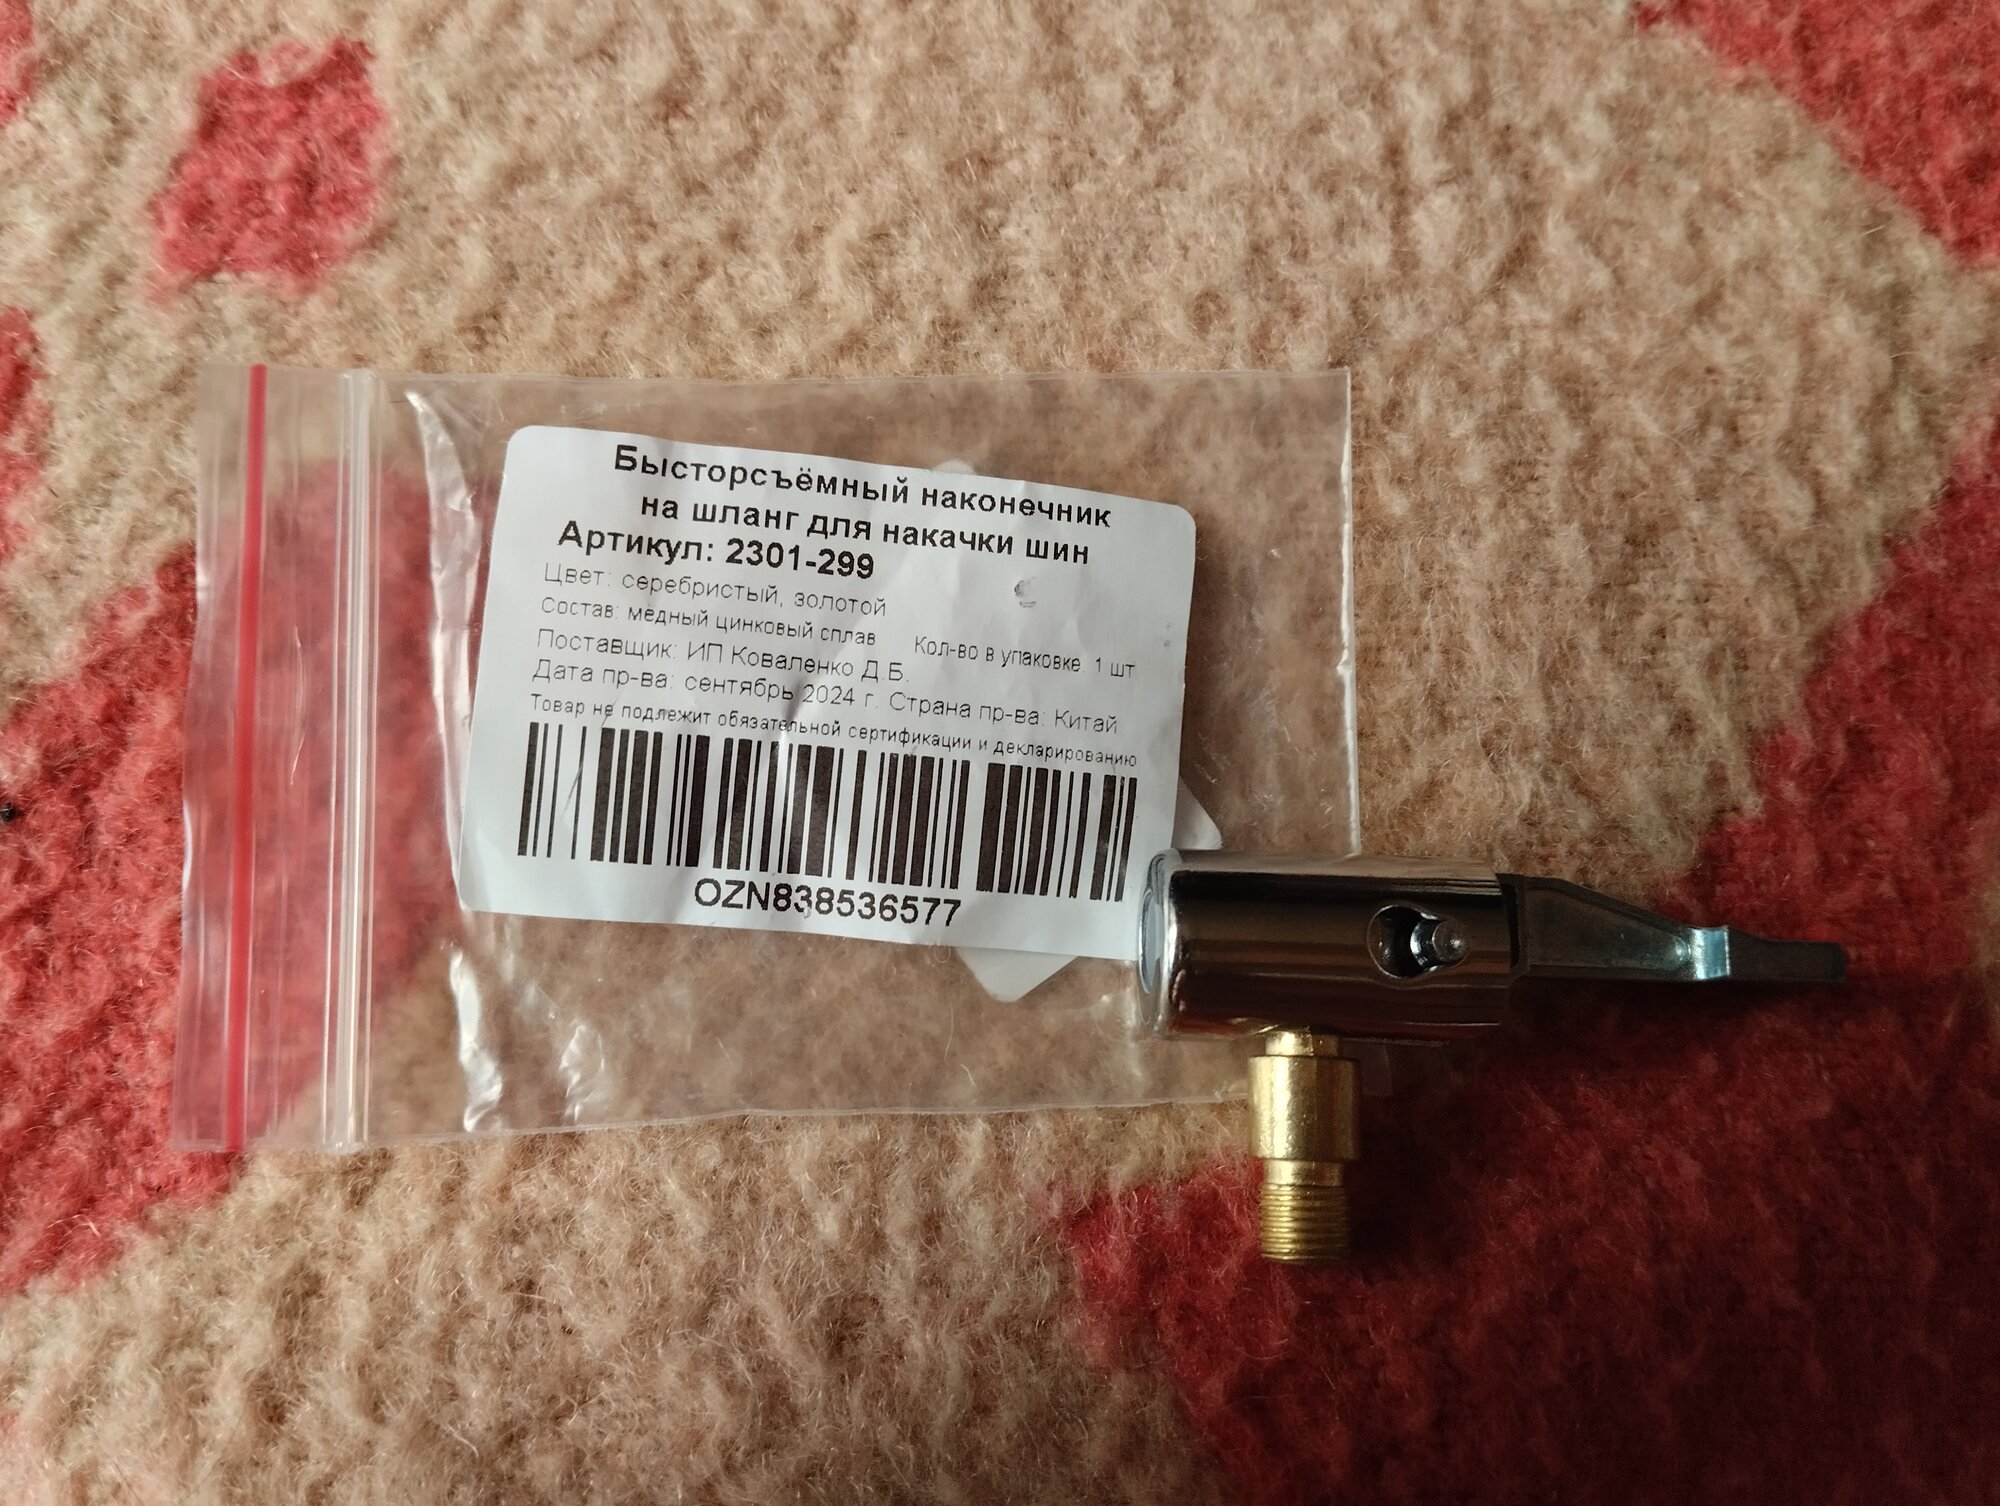 Бысторсъёмный наконечник
на шланг для накачки шин
Артикул: 2301-299
Цвет: серебристый, золотой
Состав: медный цинковый сплав Кол-во в упаковке: 1 шт.
Поставщик: ИП Коваленко Д.Б.
Дата пр-ва: сентябрь 2024 г. Страна пр-ва: Китай
Товар не подлежит обязательной сертификации и декларированию
OZN838536577